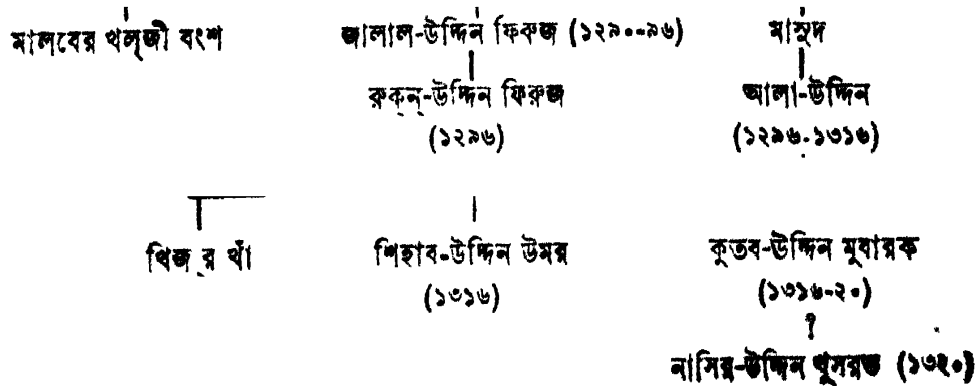 মালবের খল্‌জী বংশ জালাল-উদ্দিন ফিরুজ (১২৯০-৯৬) মাসুদ
রুকন্-উদ্দিন ফিরুজ আলা-উদ্দিন
(১২৯৬) (১২৯৬-১৩১৬)
খিজ্‌র খাঁ শিহাব-উদ্দিন উমর কুতব-উদ্দিন মুবারক
(১৩১৬) (১৩১৬-২০)
?
নাসির-উদ্দিন খুসরভ (১৩২০)